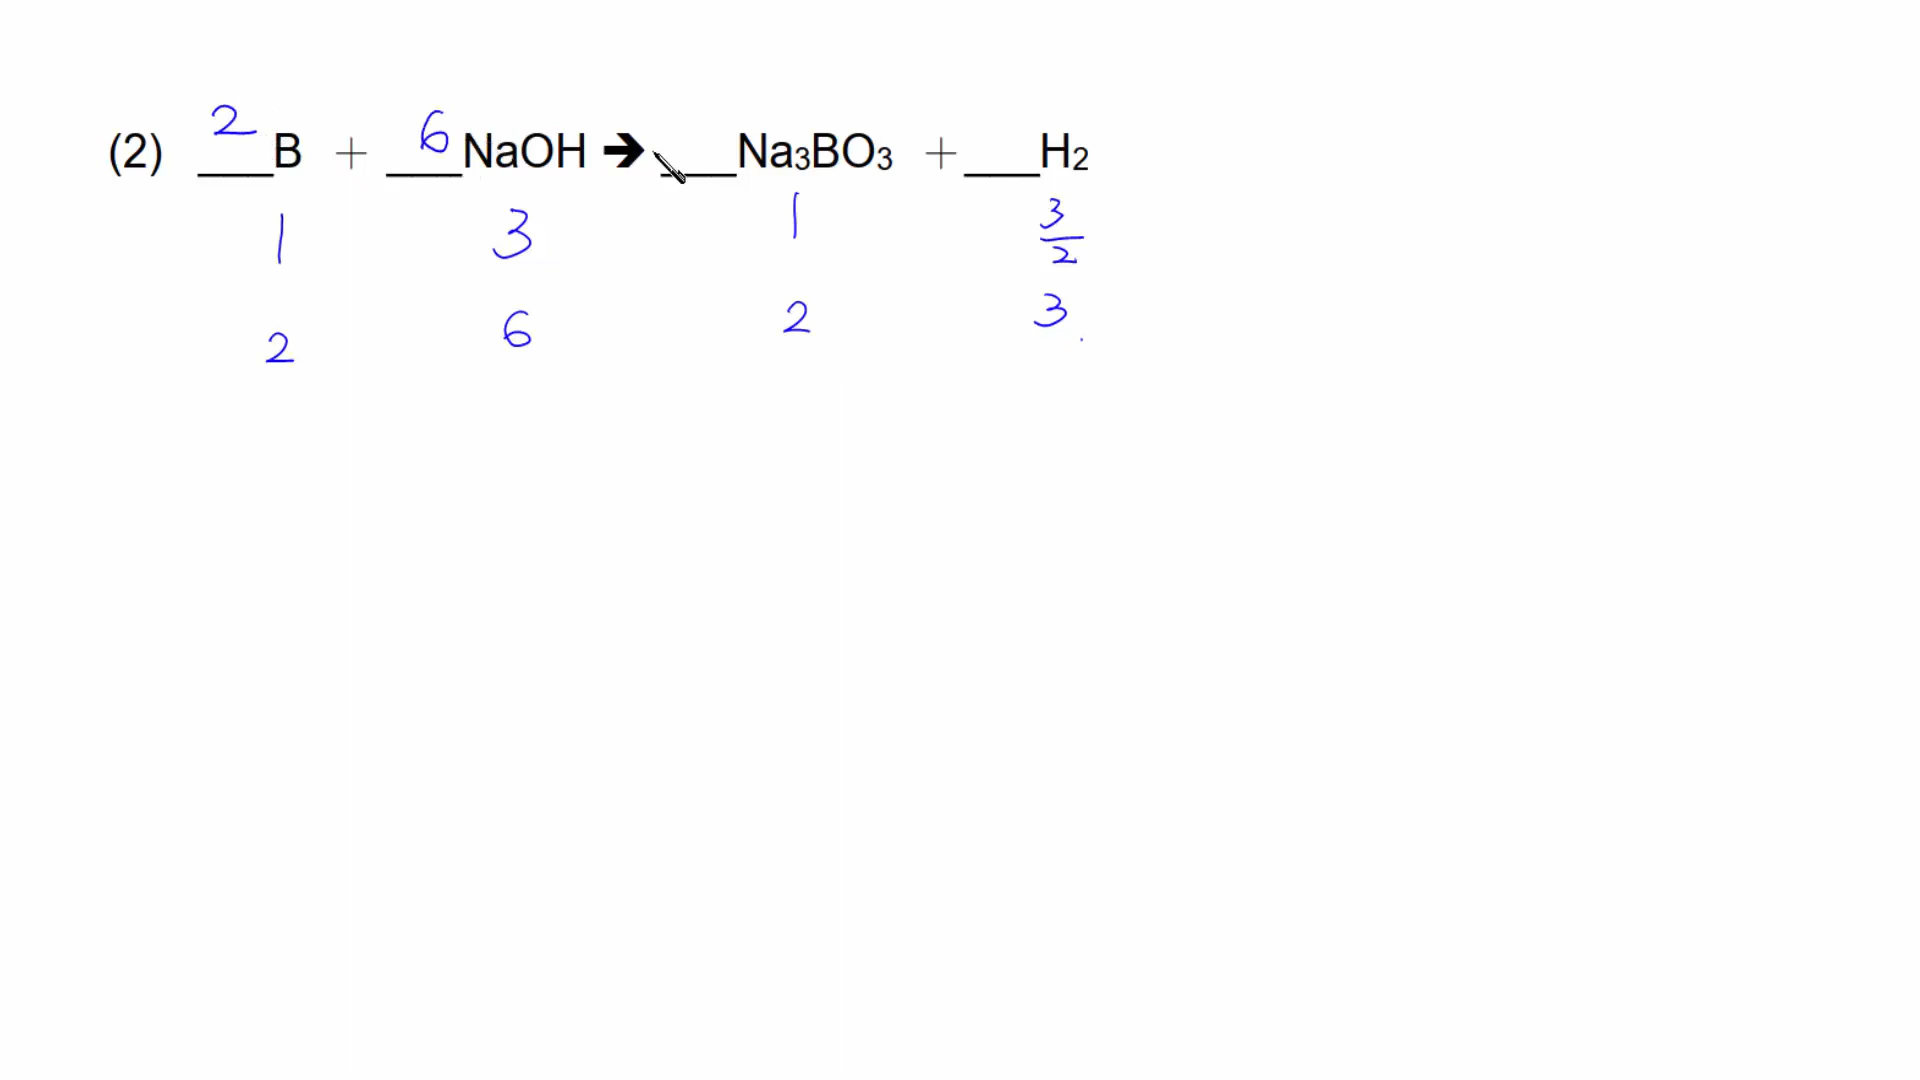 (2) 2 B + 6 NaOH ➔ ___Na3BO3 + ___H2
1 3 1 3/2
2 6 2 3.